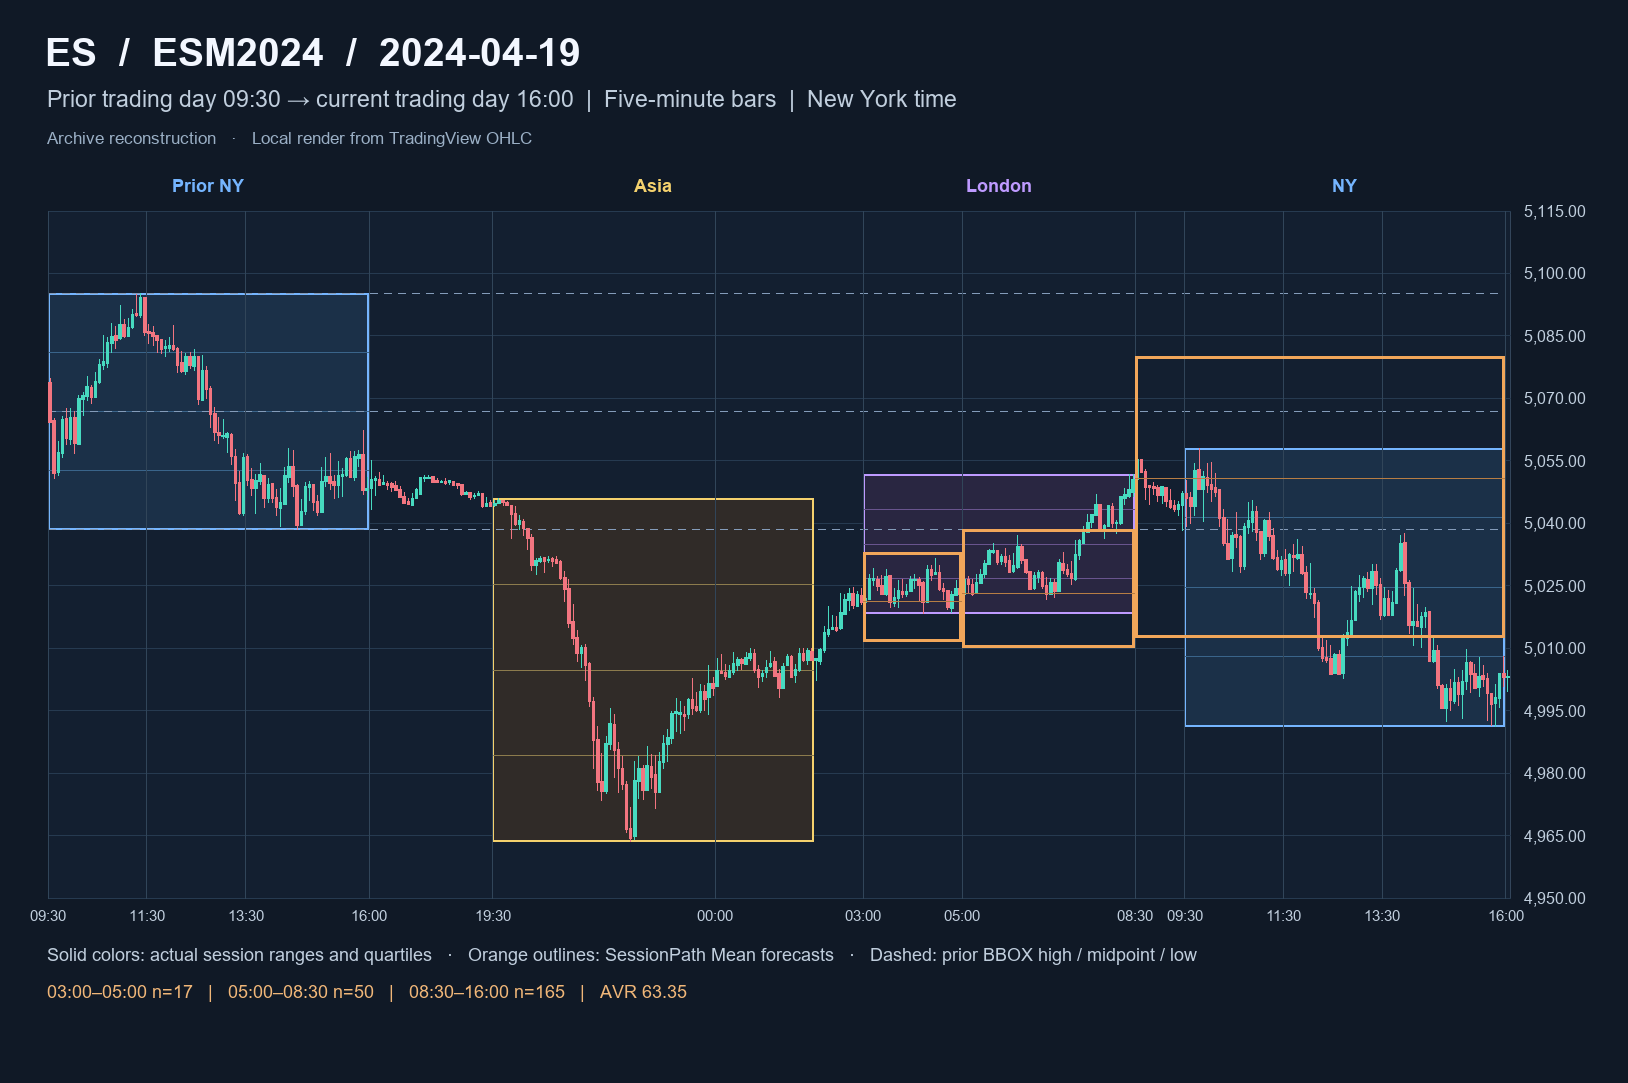 ES / ESM2024 / 2024-04-19
Prior trading day 09:30 → current trading day 16:00 | Five-minute bars | New York time
Archive reconstruction · Local render from TradingView OHLC
Prior NY Asia London NY
5,115.00
5,100.00
5,085.00
5,070.00
5,055.00
5,040.00
5,025.00
5,010.00
4,995.00
4,980.00
4,965.00
4,950.00
09:30 11:30 13:30 16:00 19:30 00:00 03:00 05:00 08:30 09:30 11:30 13:30 16:00
Solid colors: actual session ranges and quartiles · Orange outlines: SessionPath Mean forecasts · Dashed: prior BBOX high / midpoint / low
03:00–05:00 n=17 | 05:00–08:30 n=50 | 08:30–16:00 n=165 | AVR 63.35